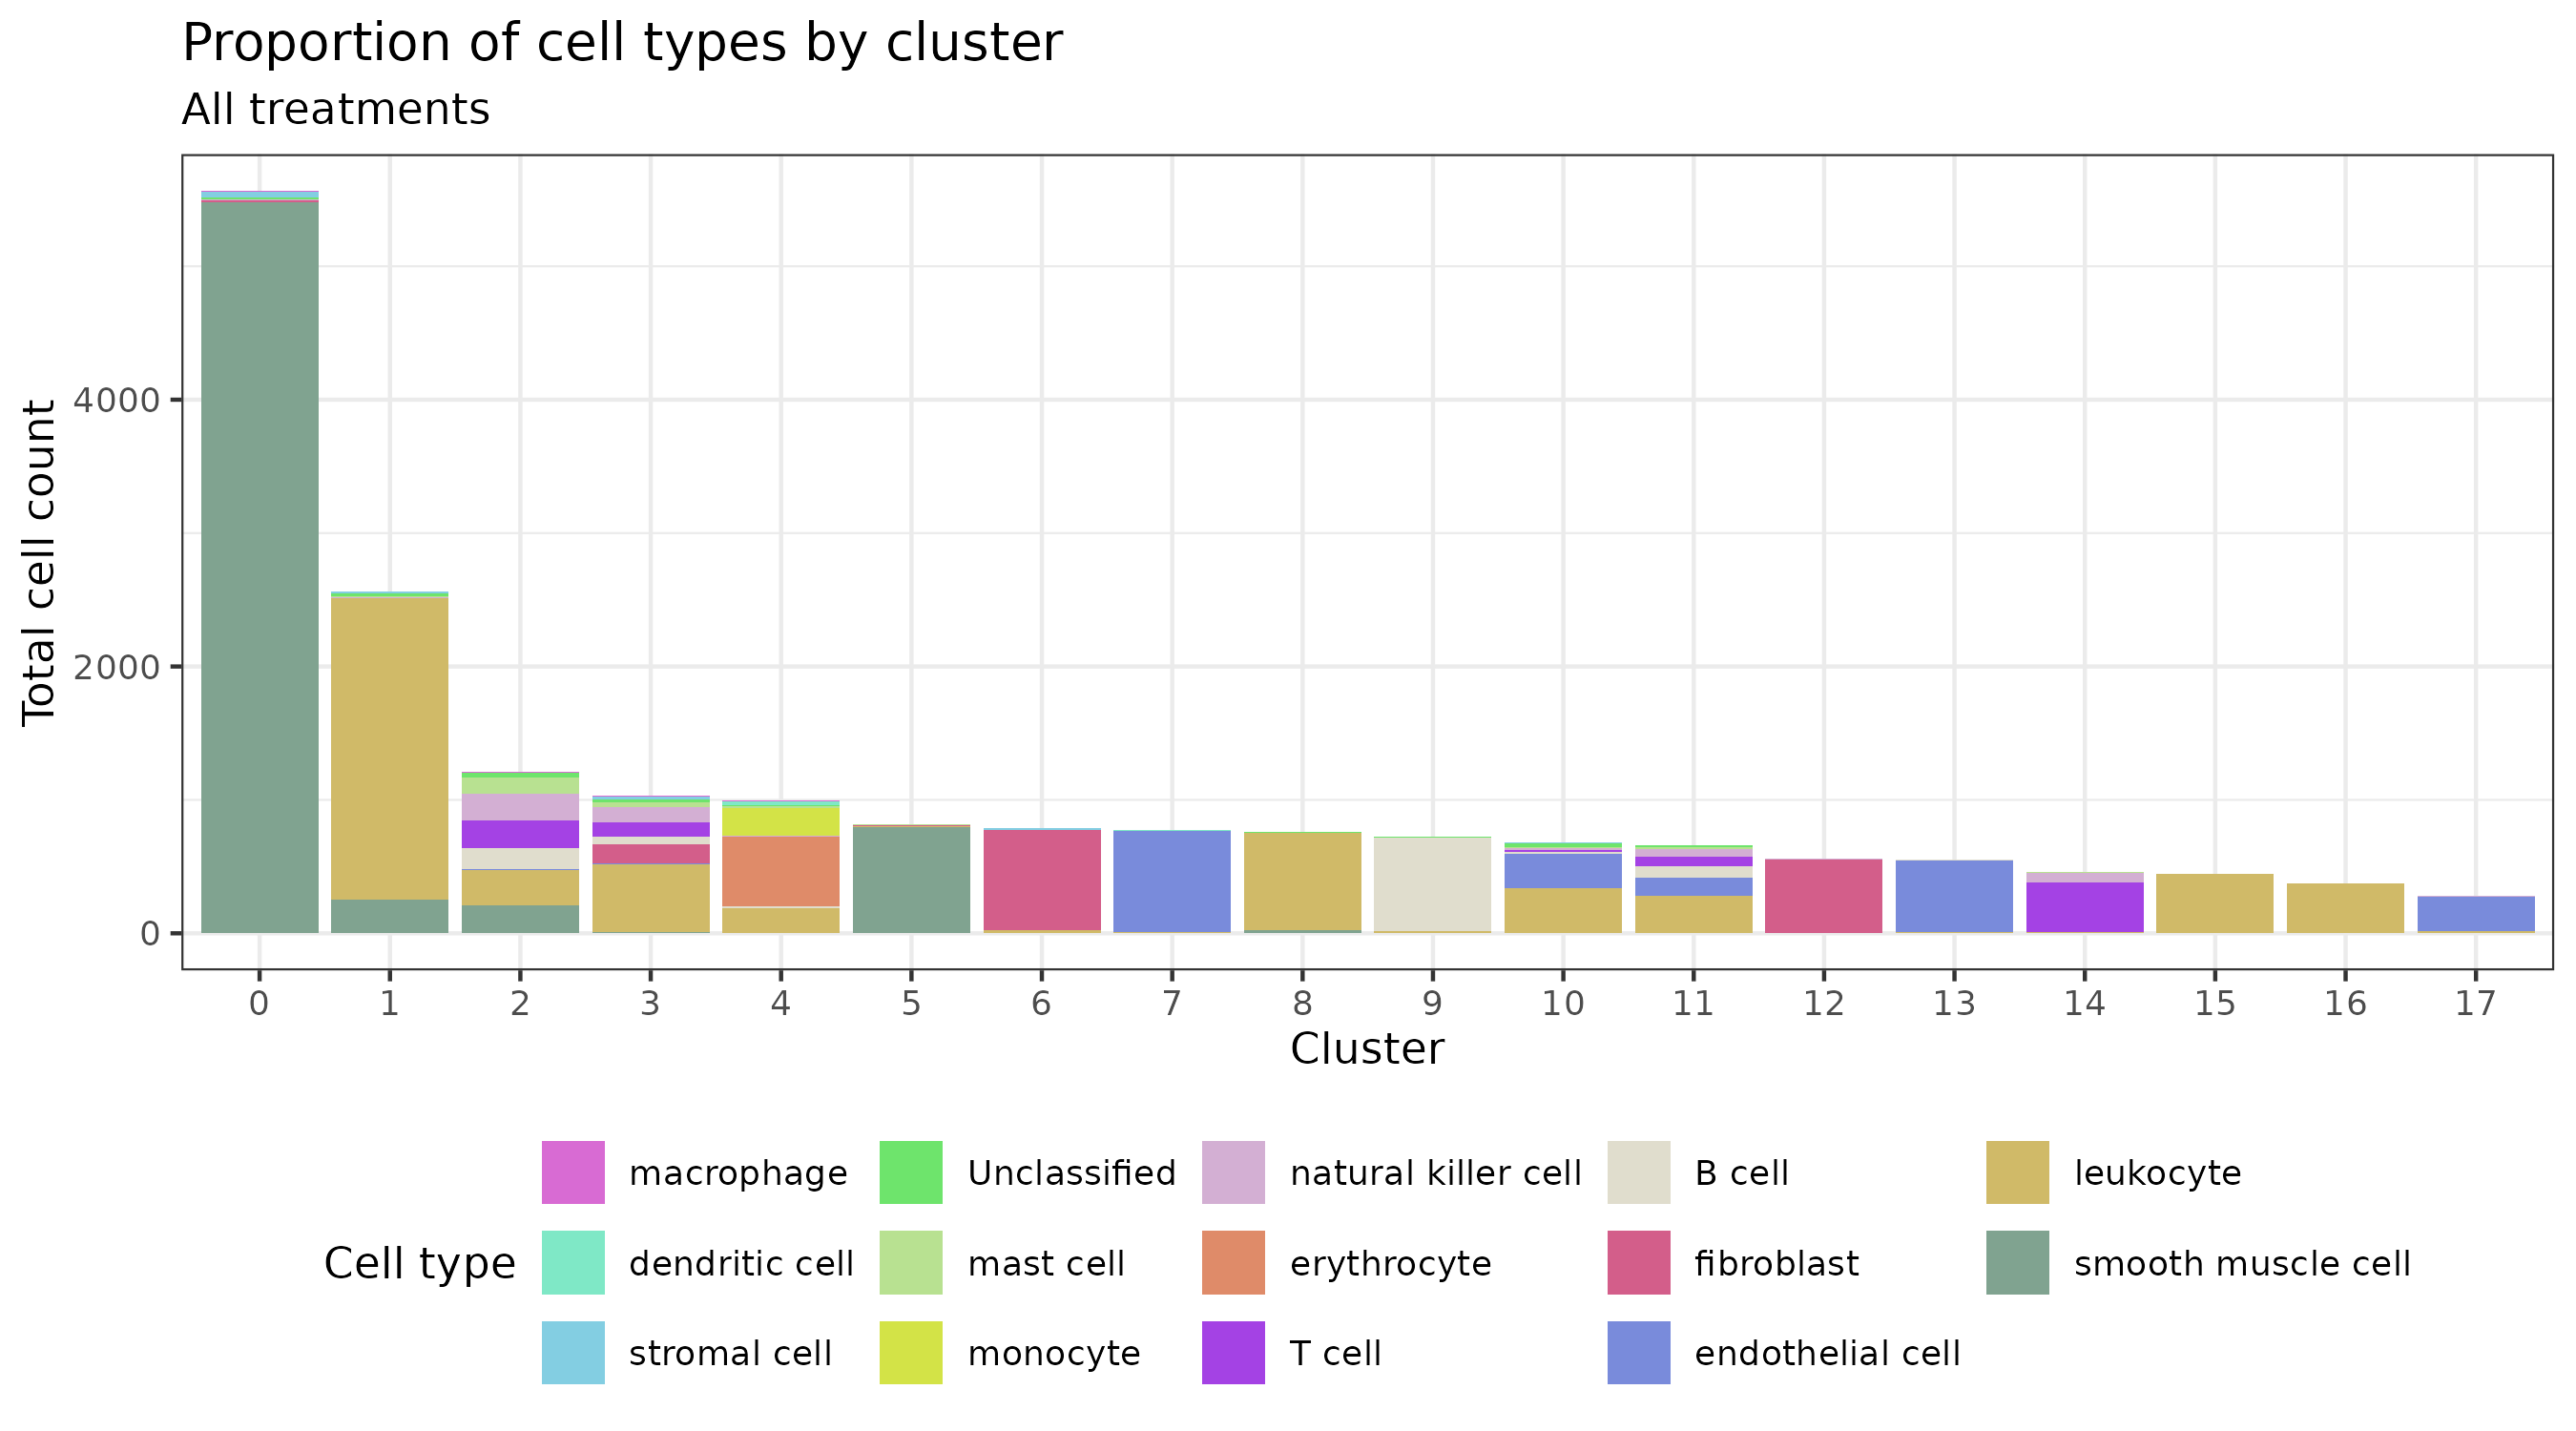 Proportion of cell types by cluster
All treatments
Total cell count
4000
2000
0
0 1 2 3 4 5 6 7 8 9 10 11 12 13 14 15 16 17
Cluster
Cell type
macrophage Unclassified natural killer cell B cell leukocyte
dendritic cell mast cell erythrocyte fibroblast smooth muscle cell
stromal cell monocyte T cell endothelial cell